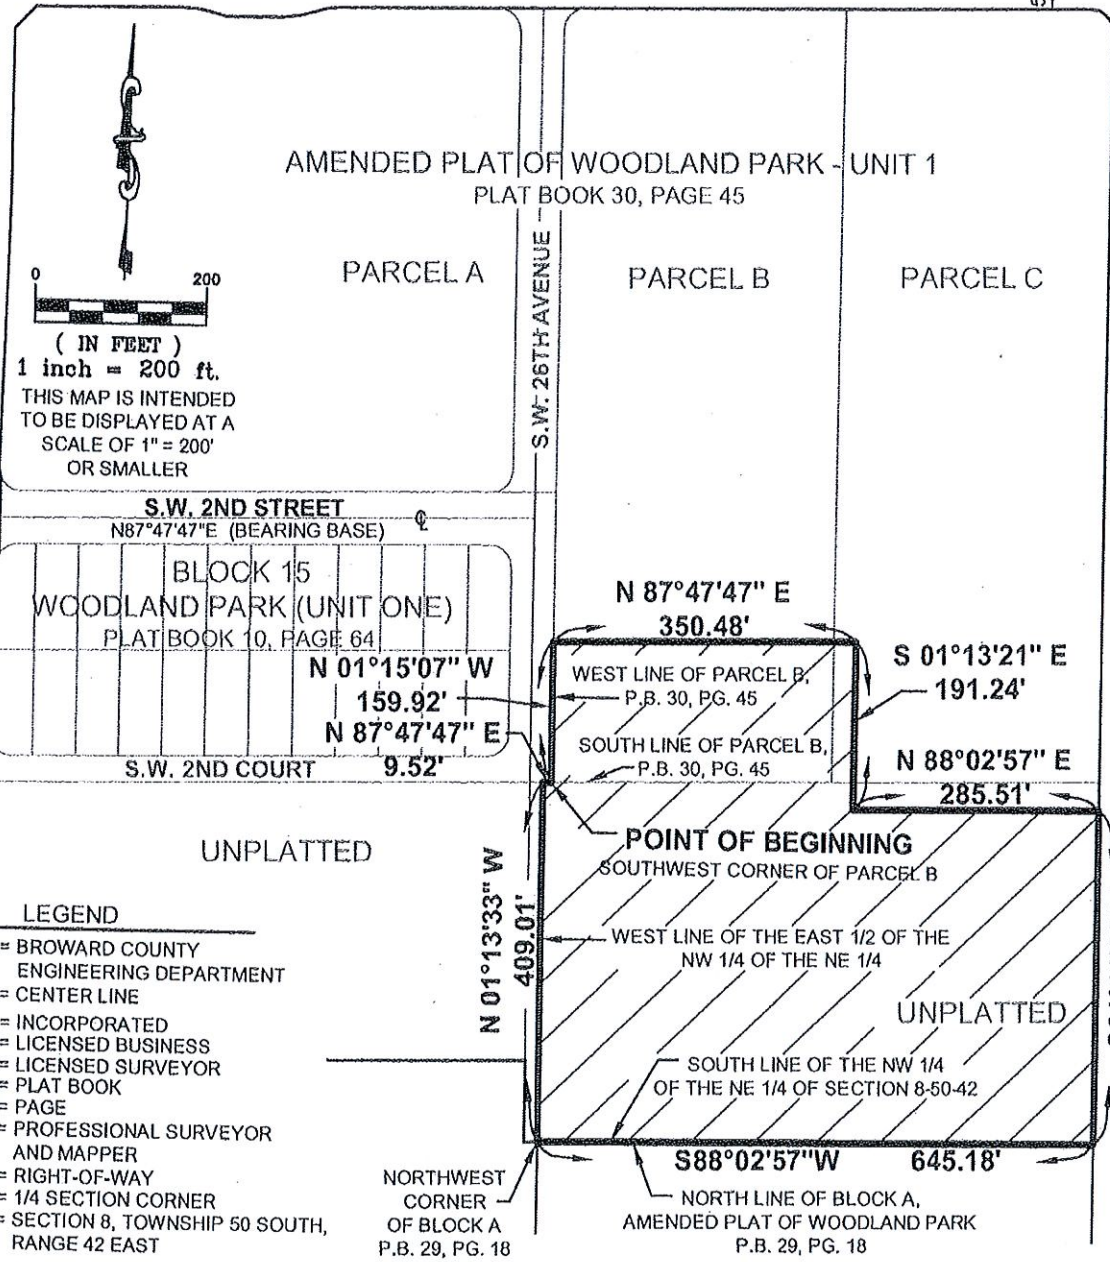 AMENDED PLAT OF WOODLAND PARK - UNIT 1
PLAT BOOK 30, PAGE 45
PARCEL A
S.W. 26TH AVENUE
PARCEL B
PARCEL C
0 200
( IN FEET )
1 inch = 200 ft.
THIS MAP IS INTENDED
TO BE DISPLAYED AT A
SCALE OF 1" = 200'
OR SMALLER
S.W. 2ND STREET
N87°47'47"E (BEARING BASE)
BLOCK 15
WOODLAND PARK (UNIT ONE)
PLAT BOOK 10, PAGE 64
N 01°15'07" W
159.92'
N 87°47'47" E
9.52'
S.W. 2ND COURT
N 87°47'47" E
350.48'
WEST LINE OF PARCEL B,
P.B. 30, PG. 45
SOUTH LINE OF PARCEL B,
P.B. 30, PG. 45
S 01°13'21" E
191.24'
N 88°02'57" E
285.51'
UNPLATTED
POINT OF BEGINNING
SOUTHWEST CORNER OF PARCEL B
N 01°13'33" W
409.01'
WEST LINE OF THE EAST 1/2 OF THE
NW 1/4 OF THE NE 1/4
UNPLATTED
SOUTH LINE OF THE NW 1/4
OF THE NE 1/4 OF SECTION 8-50-42
S88°02'57"W 645.18'
NORTH LINE OF BLOCK A,
AMENDED PLAT OF WOODLAND PARK
P.B. 29, PG. 18
NORTHWEST
CORNER
OF BLOCK A
P.B. 29, PG. 18
LEGEND
= BROWARD COUNTY
ENGINEERING DEPARTMENT
= CENTER LINE
= INCORPORATED
= LICENSED BUSINESS
= LICENSED SURVEYOR
= PLAT BOOK
= PAGE
= PROFESSIONAL SURVEYOR
AND MAPPER
= RIGHT-OF-WAY
= 1/4 SECTION CORNER
= SECTION 8, TOWNSHIP 50 SOUTH,
RANGE 42 EAST